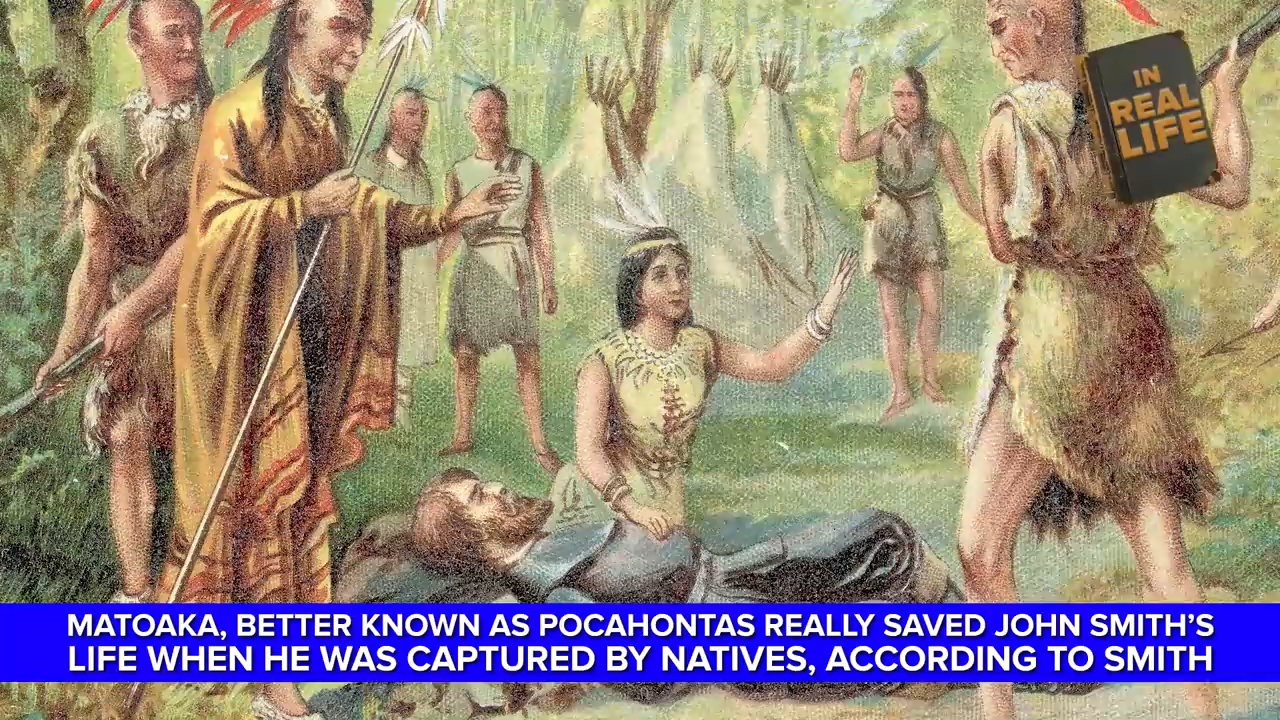 IN
REAL
LIFE
MATOAKA, BETTER KNOWN AS POCAHONTAS REALLY SAVED JOHN SMITH'S
LIFE WHEN HE WAS CAPTURED BY NATIVES, ACCORDING TO SMITH